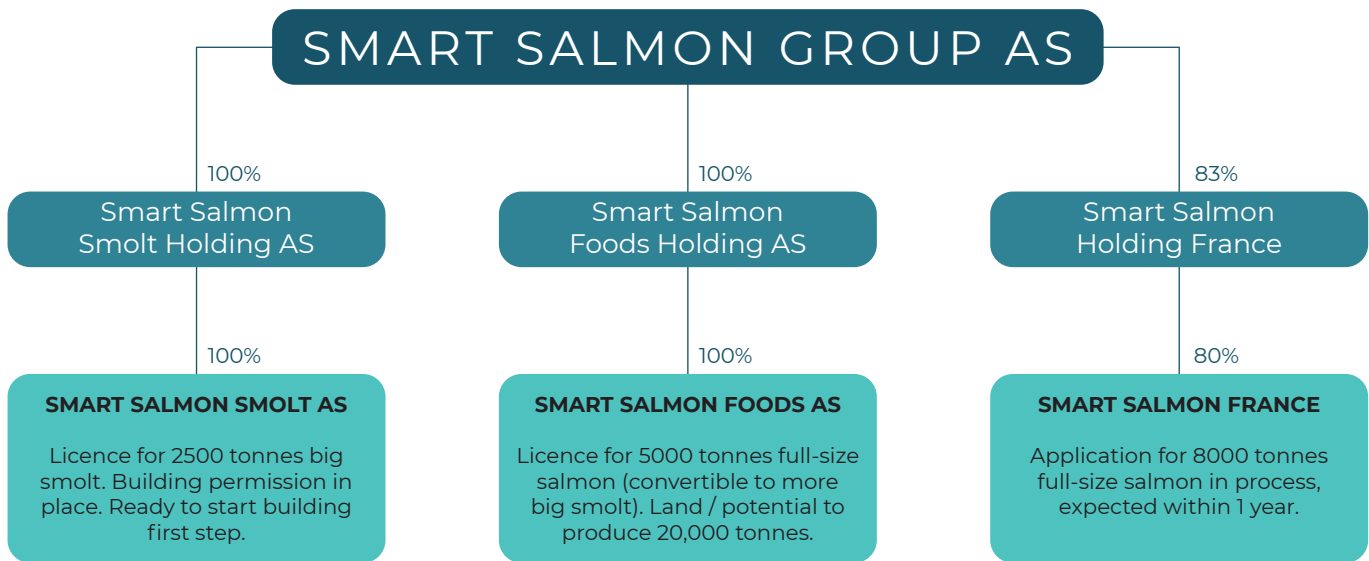 SMART SALMON GROUP AS
100%
100%
83%
Smart Salmon
Smolt Holding AS
Smart Salmon
Foods Holding AS
Smart Salmon
Holding France
100%
100%
80%
SMART SALMON SMOLT AS
Licence for 2500 tonnes big
smolt. Building permission in
place. Ready to start building
first step.
SMART SALMON FOODS AS
Licence for 5000 tonnes full-size
salmon (convertible to more
big smolt). Land / potential to
produce 20,000 tonnes.
SMART SALMON FRANCE
Application for 8000 tonnes
full-size salmon in process,
expected within 1 year.